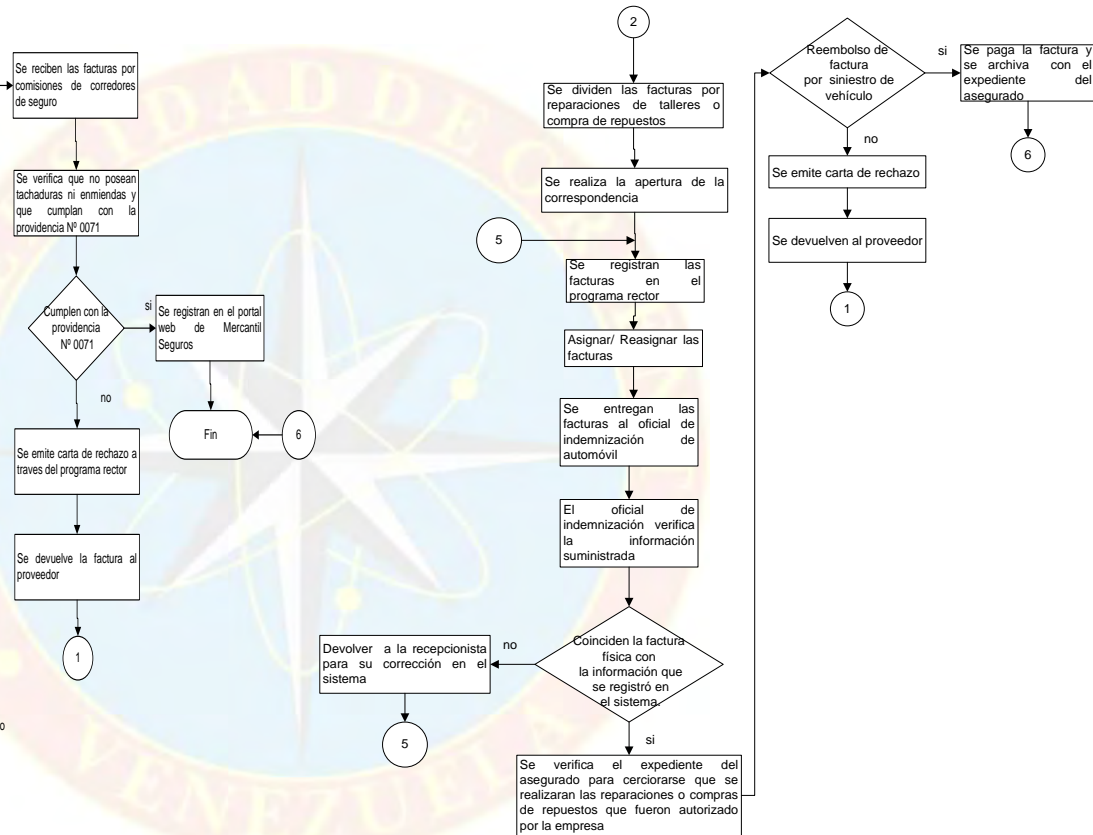 Se reciben las facturas por
comisiones de corredores
de seguro
Se verifica que no posean
tachaduras ni enmiendas y
que cumplan con la
providencia Nº 0071
Cumplen con la
providencia
Nº 0071
si
Se registran en el portal
web de Mercantil
Seguros
no
Fin
6
Se emite carta de rechazo a
traves del programa rector
Se devuelve la factura al
proveedor
1
o
2
Se dividen las facturas por
reparaciones de talleres o
compra de repuestos
Se realiza la apertura de la
correspondencia
5
Se registran las
facturas en el
programa rector
Asignar/ Reasignar las
facturas
Se entregan las
facturas al oficial de
indemnización de
automóvil
El oficial de
indemnización verifica
la información
suministrada
Coinciden la factura
física con
la información que
se registró en
el sistema.
no
Devolver a la recepcionista
para su corrección en el
sistema
5
si
Se verifica el expediente del
asegurado para cerciorarse que se
realizaran las reparaciones o compras
de repuestos que fueron autorizado
por la empresa
Reembolso de
factura
por siniestro de
vehículo
si
Se paga la factura y
se archiva con el
expediente del
asegurado
6
no
Se emite carta de rechazo
Se devuelven al proveedor
1
IDAD DE ORIENTE
VENEZUELA